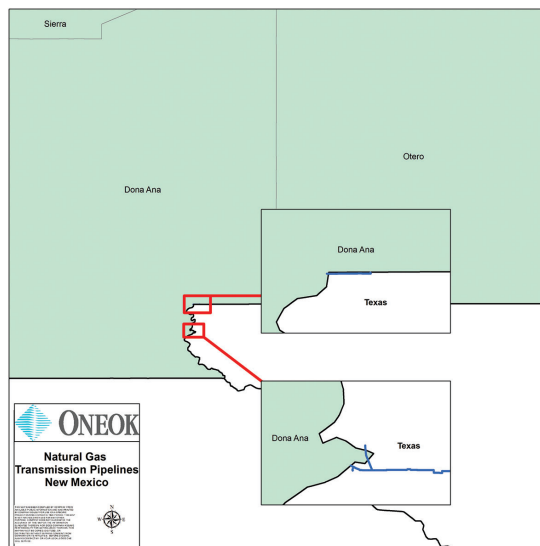 Sierra
Otero
Dona Ana
Dona Ana
Texas
Dona Ana
Texas
ONEOK
Natural Gas
Transmission Pipelines
New Mexico
N
W
E
S